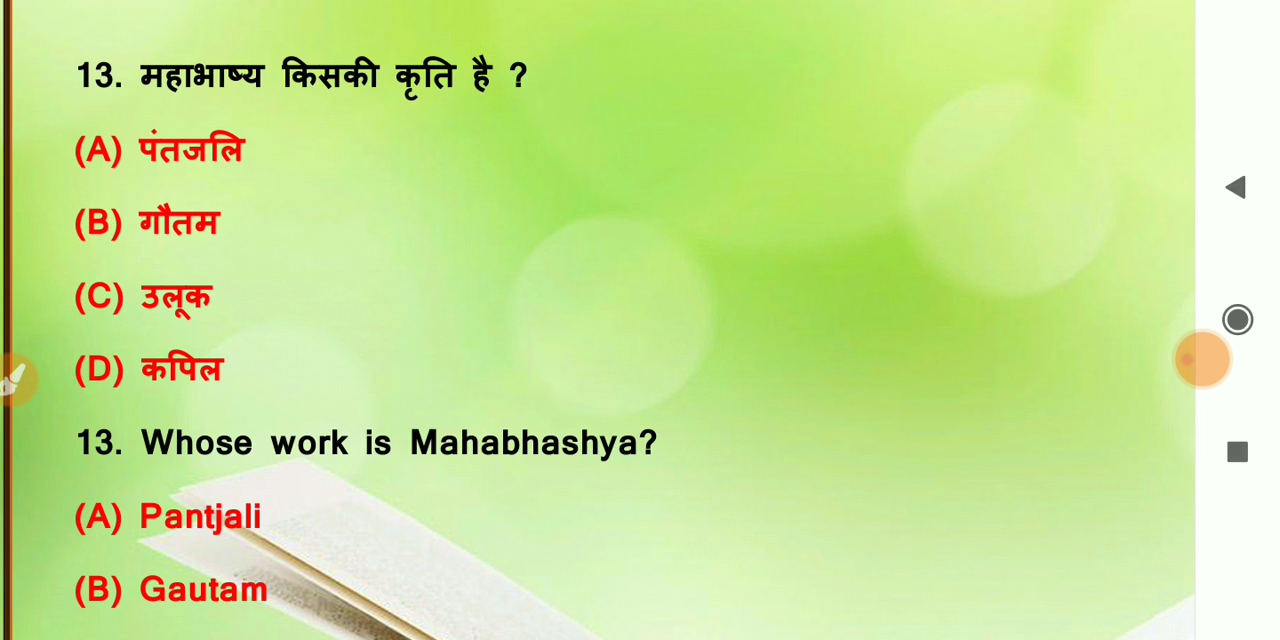 13. महाभाष्य किसकी कृति है ?
(A) पंतजलि
(B) गौतम
(C) उलूक
(D) कपिल
13. Whose work is Mahabhashya?
(A) Pantjali
(B) Gautam